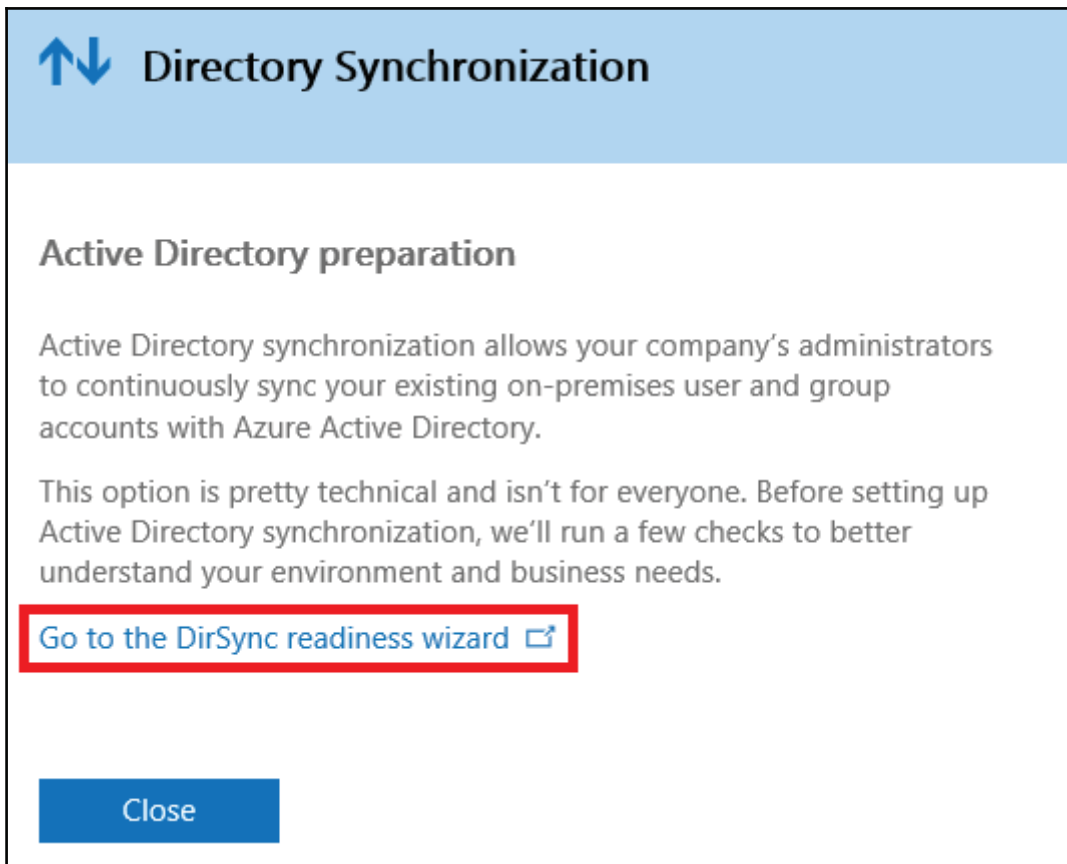 Directory Synchronization
Active Directory preparation
Active Directory synchronization allows your company’s administrators
to continuously sync your existing on-premises user and group
accounts with Azure Active Directory.
This option is pretty technical and isn’t for everyone. Before setting up
Active Directory synchronization, we’ll run a few checks to better
understand your environment and business needs.
Go to the DirSync readiness wizard
Close